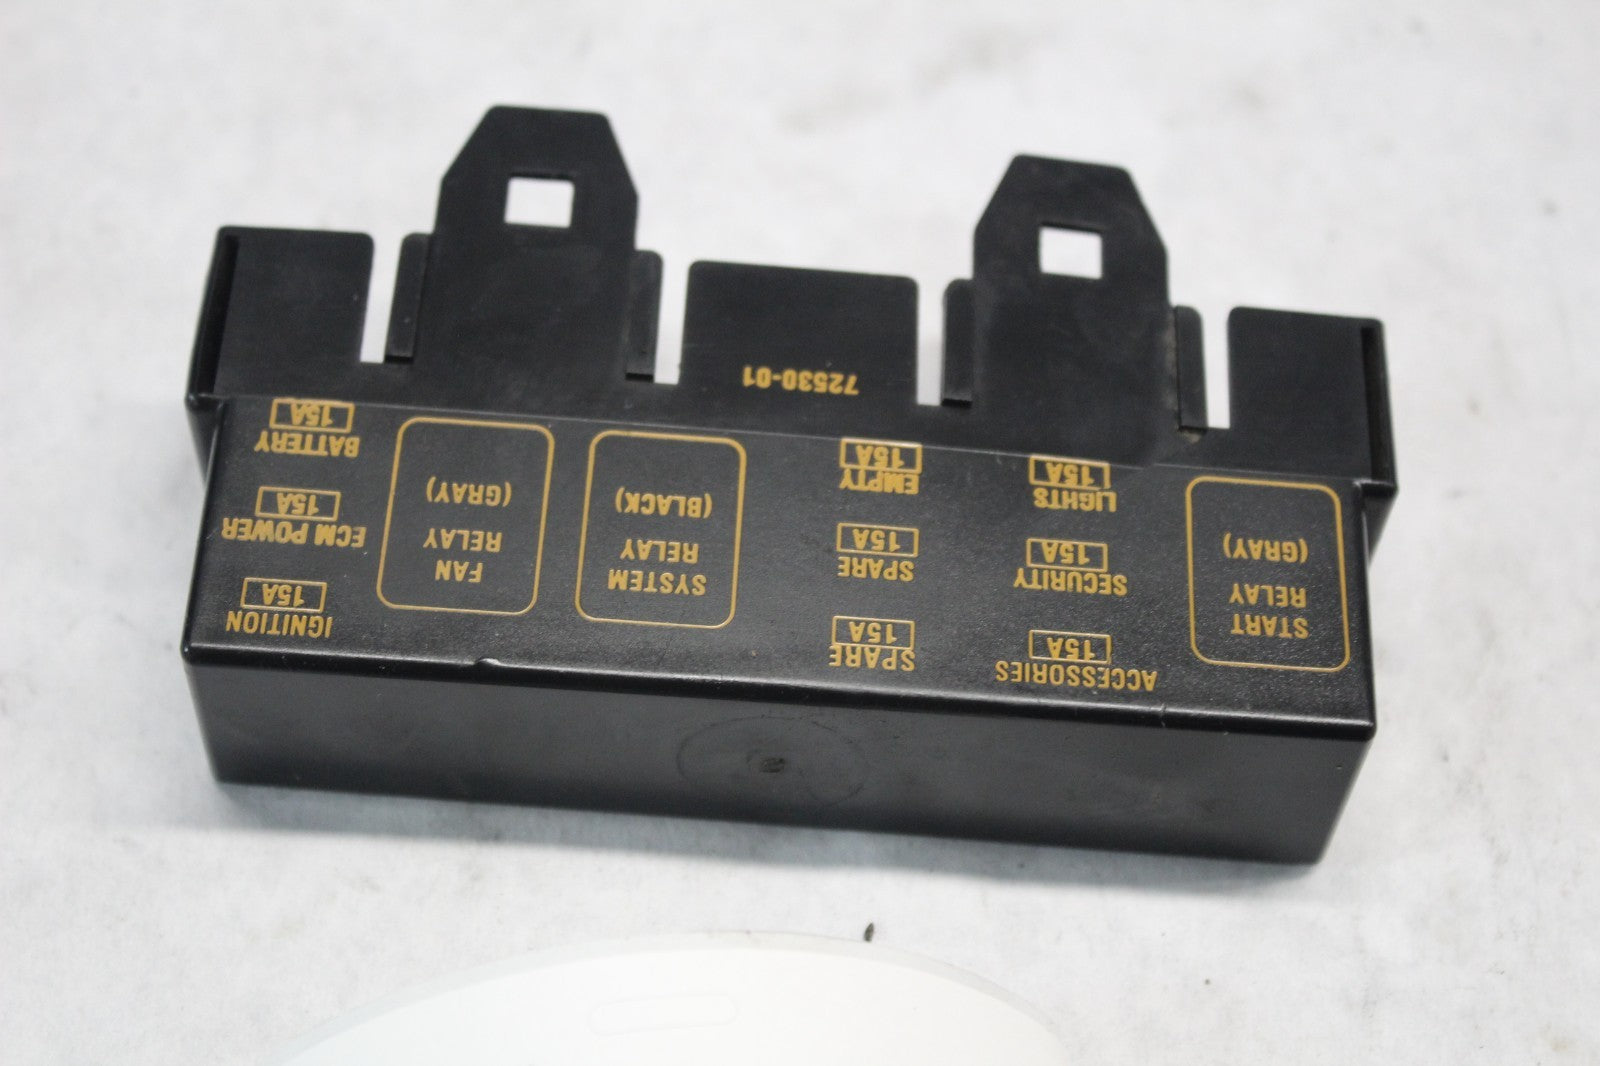 START
RELAY
(GRAY)
ACCESSORIES
15A
SECURITY
15A
LIGHTS
15A
SPARE
15A
SPARE
15A
EMPTY
15A
SYSTEM
RELAY
(BLACK)
FAN
RELAY
(GRAY)
IGNITION
15A
ECM POWER
15A
BATTERY
15A
72530-01